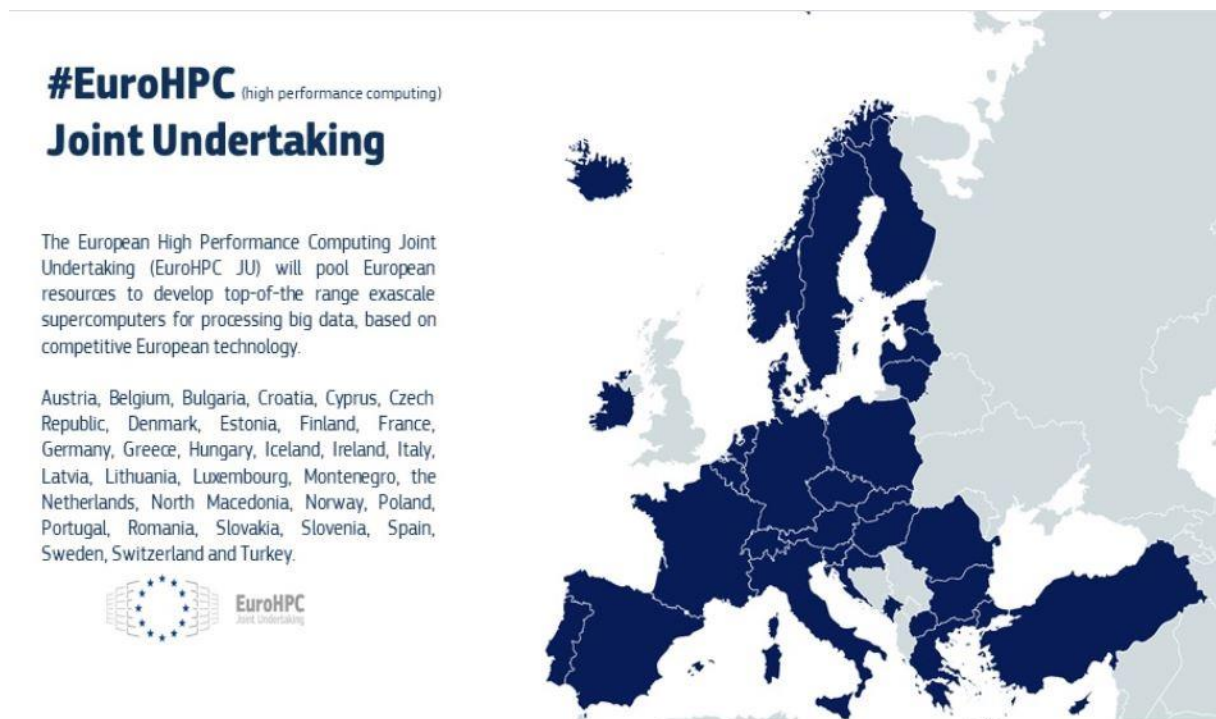 #EuroHPC (high performance computing)
Joint Undertaking
The European High Performance Computing Joint
Undertaking (EuroHPC JU) will pool European
resources to develop top-of-the range exascale
supercomputers for processing big data, based on
competitive European technology.
Austria, Belgium, Bulgaria, Croatia, Cyprus, Czech
Republic, Denmark, Estonia, Finland, France,
Germany, Greece, Hungary, Iceland, Ireland, Italy,
Latvia, Lithuania, Luxembourg, Montenegro, the
Netherlands, North Macedonia, Norway, Poland,
Portugal, Romania, Slovakia, Slovenia, Spain,
Sweden, Switzerland and Turkey.
EuroHPC
Joint Undertaking